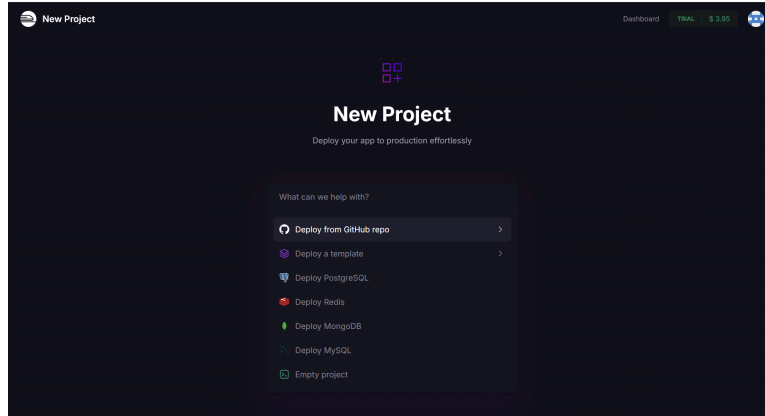 New Project
Dashboard TRIAL $ 3.95
New Project
Deploy your app to production effortlessly
What can we help with?
Deploy from GitHub repo
Deploy a template
Deploy PostgreSQL
Deploy Redis
Deploy MongoDB
Deploy MySQL
Empty project